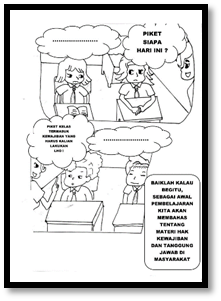 ....................
PIKET
SIAPA
HARI INI ?
PIKET KELAS
TERMASUK
KEWAJIBAN YANG
HARUS KALIAN
LAKUKAN
LHO !
....................
BAIKLAH KALAU
BEGITU,
SEBAGAI AWAL
PEMBELAJARAN
KITA AKAN
MEMBAHAS
TENTANG
MATERI HAK
KEWAJIBAN
DAN TANGGUNG
JAWAB DI
MASYARAKAT